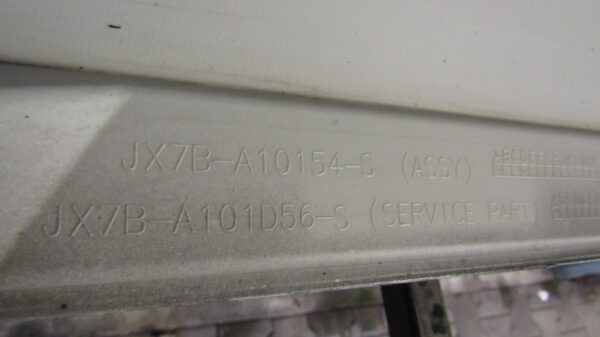 JX7B-A10154-S (ASSY)
JX7B-A101D56-S (SERVICE PART)